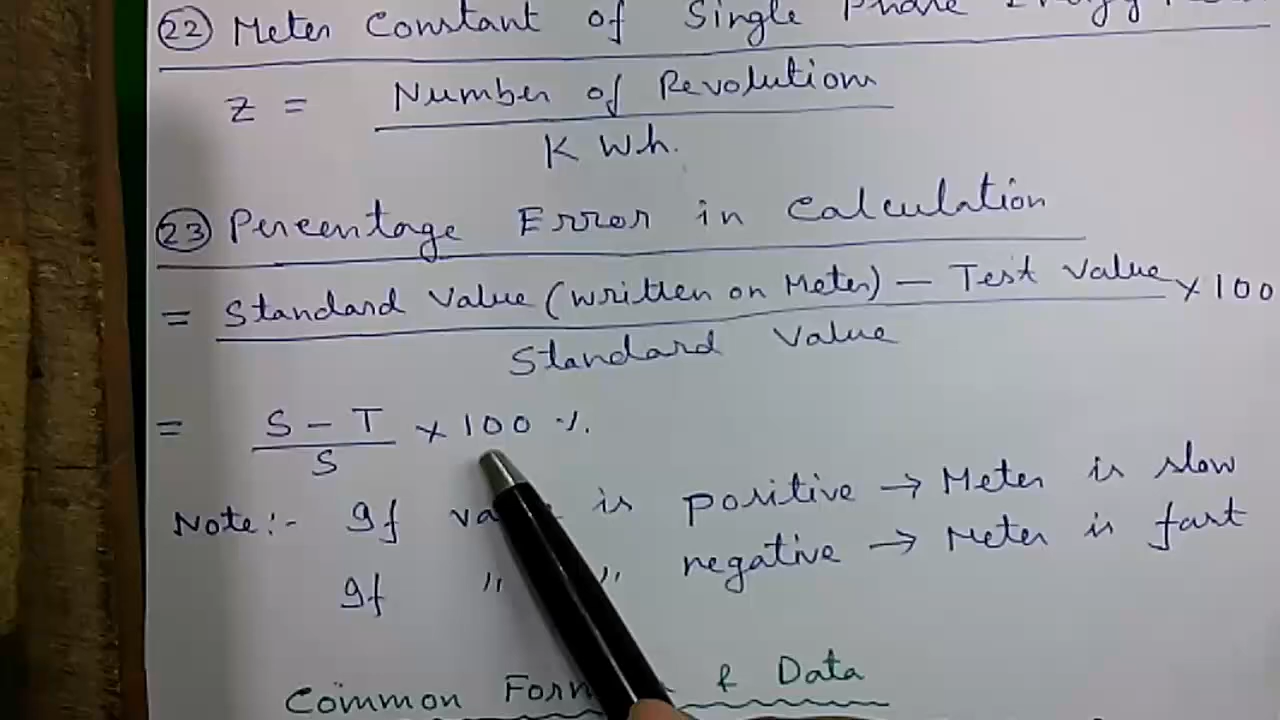 (22) Meter Constant of Single Phase Energy
Z = Number of Revolution
K Wh.
(23) Percentage Error in Calculation
= Standard Value (written on Meter) – Test Value × 100
Standard Value
= S – T × 100 %
S
Note:- If is positive → Meter is slow
If " " negative → Meter is fast
Common & Data